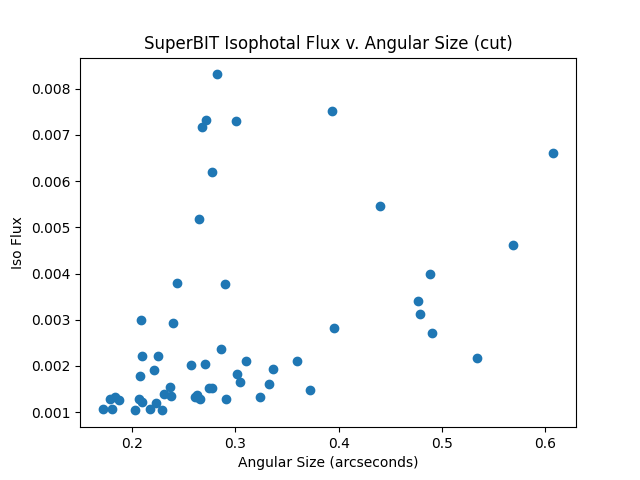 SuperBIT Isophotal Flux v. Angular Size (cut)
0.008
0.007
0.006
0.005
0.004
0.003
0.002
0.001
Iso Flux
0.2 0.3 0.4 0.5 0.6
Angular Size (arcseconds)